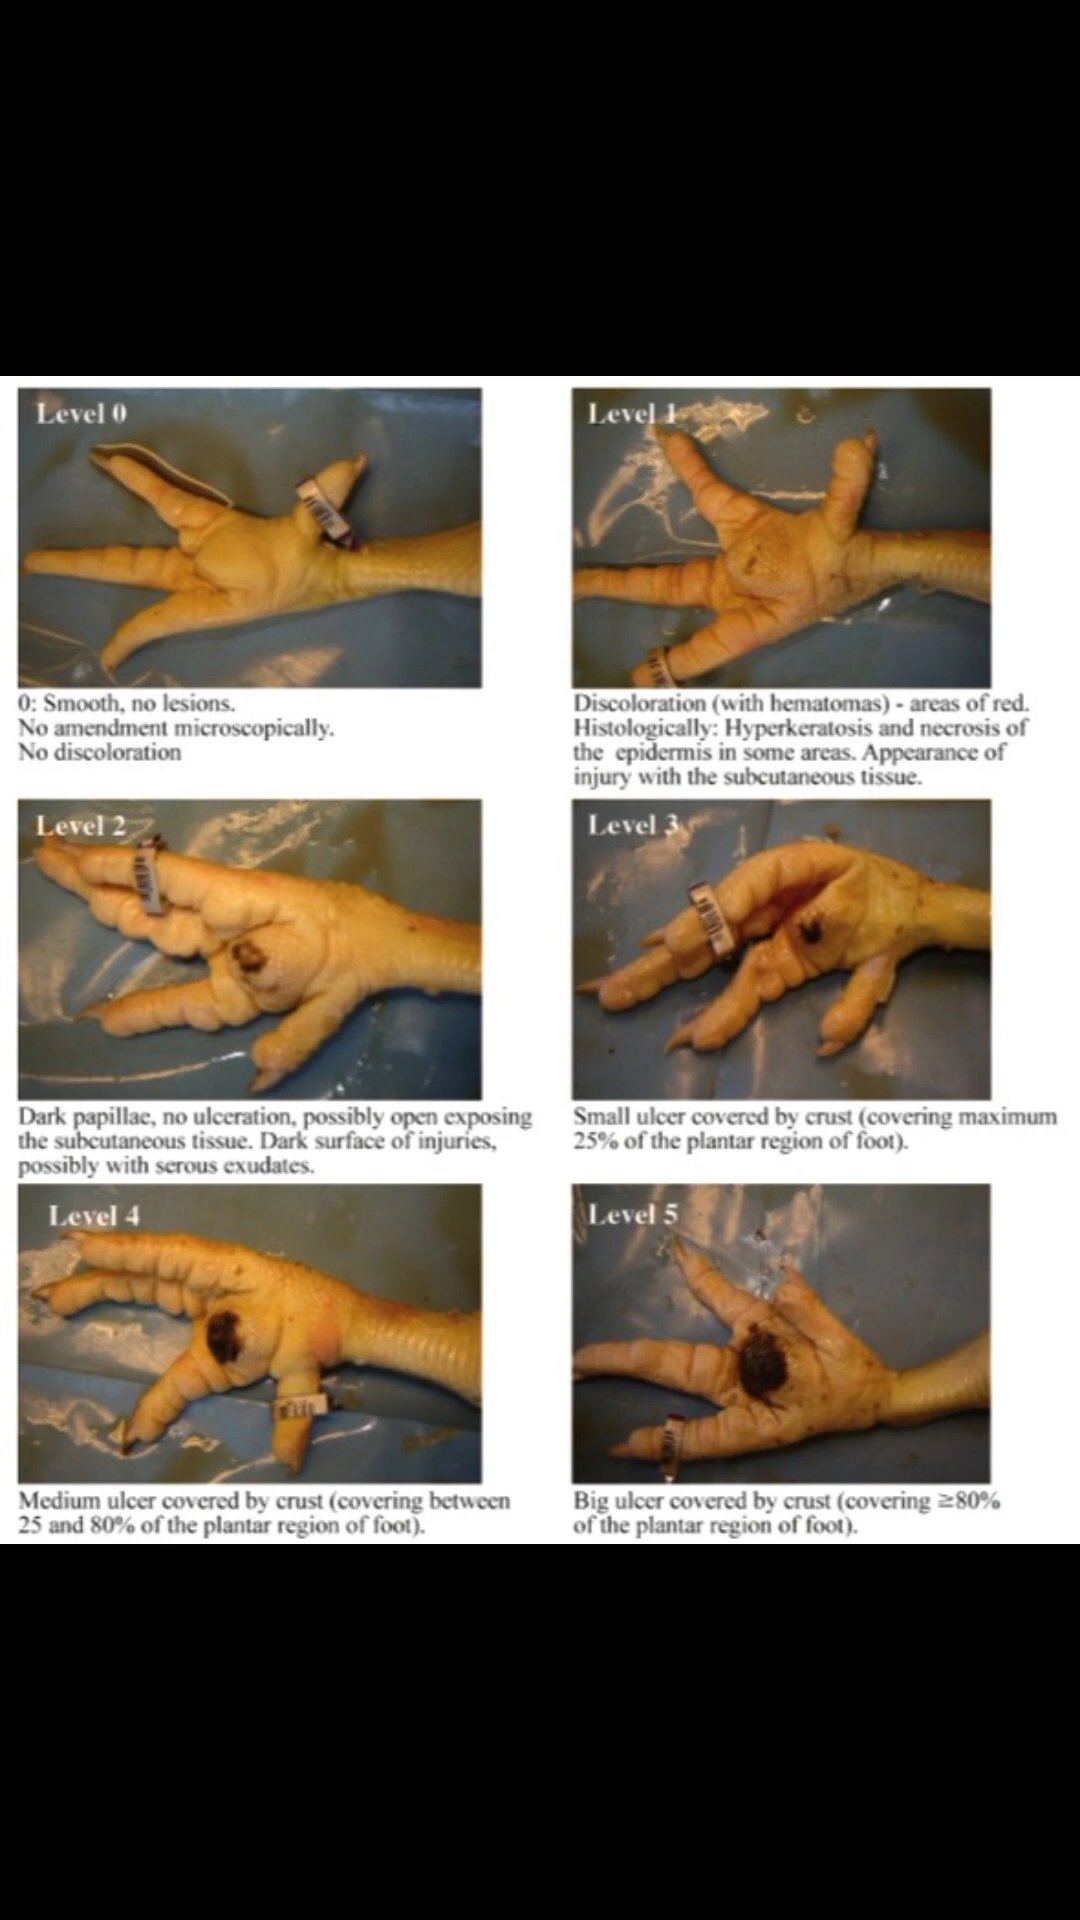 Level 0
Level 1
0: Smooth, no lesions.
No amendment microscopically.
No discoloration
Discoloration (with hematomas) - areas of red.
Histologically: Hyperkeratosis and necrosis of
the epidermis in some areas. Appearance of
injury with the subcutaneous tissue.
Level 2
Level 3
Dark papillae, no ulceration, possibly open exposing
the subcutaneous tissue. Dark surface of injuries,
possibly with serous exudates.
Small ulcer covered by crust (covering maximum
25% of the plantar region of foot).
Level 4
Level 5
Medium ulcer covered by crust (covering between
25 and 80% of the plantar region of foot).
Big ulcer covered by crust (covering ≥80%
of the plantar region of foot).